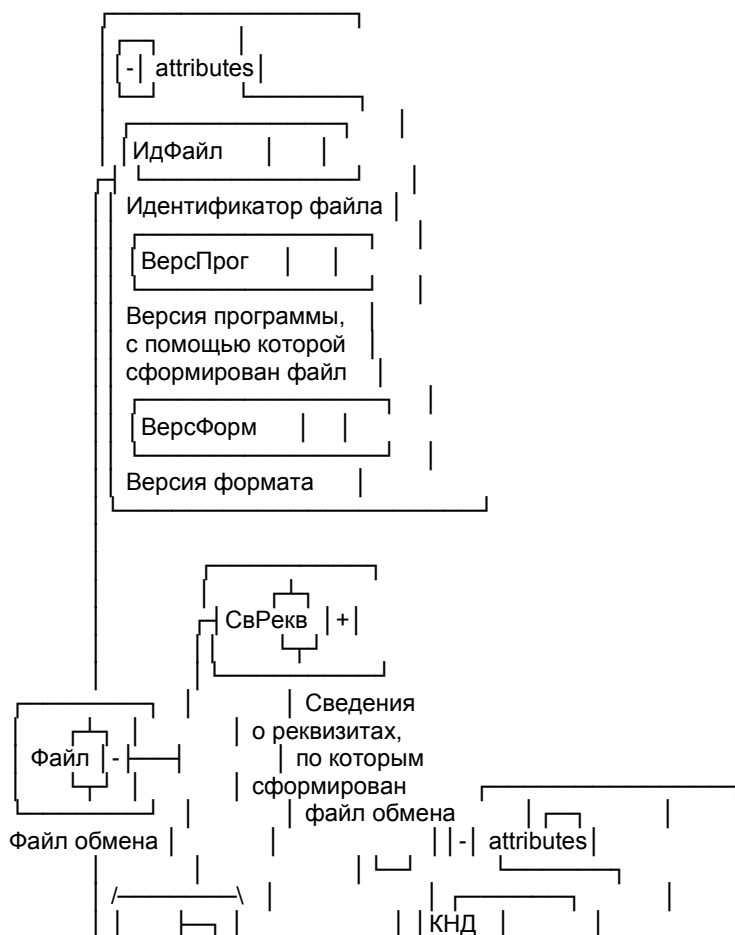 - attributes
ИдФайл
Идентификатор файла
ВерсПрог
Версия программы,
с помощью которой
сформирован файл
ВерсФорм
Версия формата
СвРекв +
Сведения
о реквизитах,
Файл -
по которым
сформирован
файл обмена
Файл обмена
- attributes
КНД